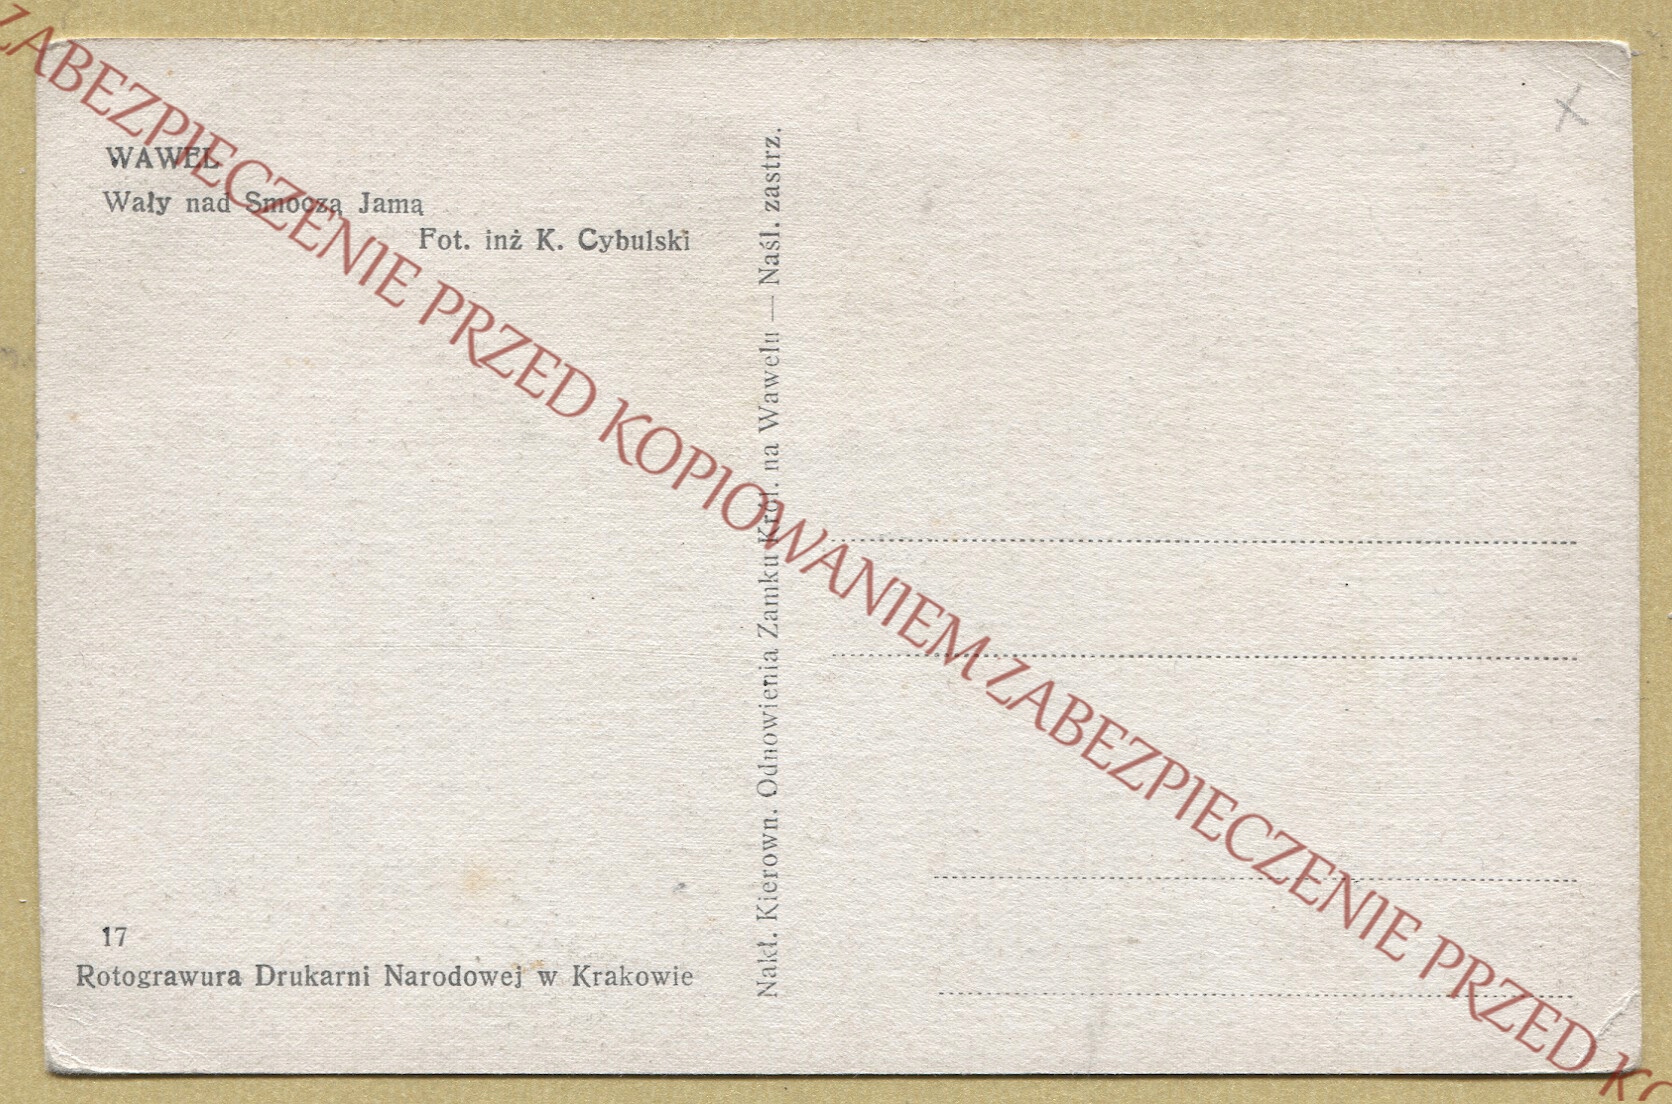 WAWEL
Wały nad Smoczą Jamą
Fot. inż K. Cybulski
17
Rotograwura Drukarni Narodowej w Krakowie
Nakł. Kierown. Odnowienia Zamku Król. na Wawelu — Naśl. zastrz.
ZABEZPIECZENIE PRZED KOPIOWANIEM ZABEZPIECZENIE PRZED KO
X